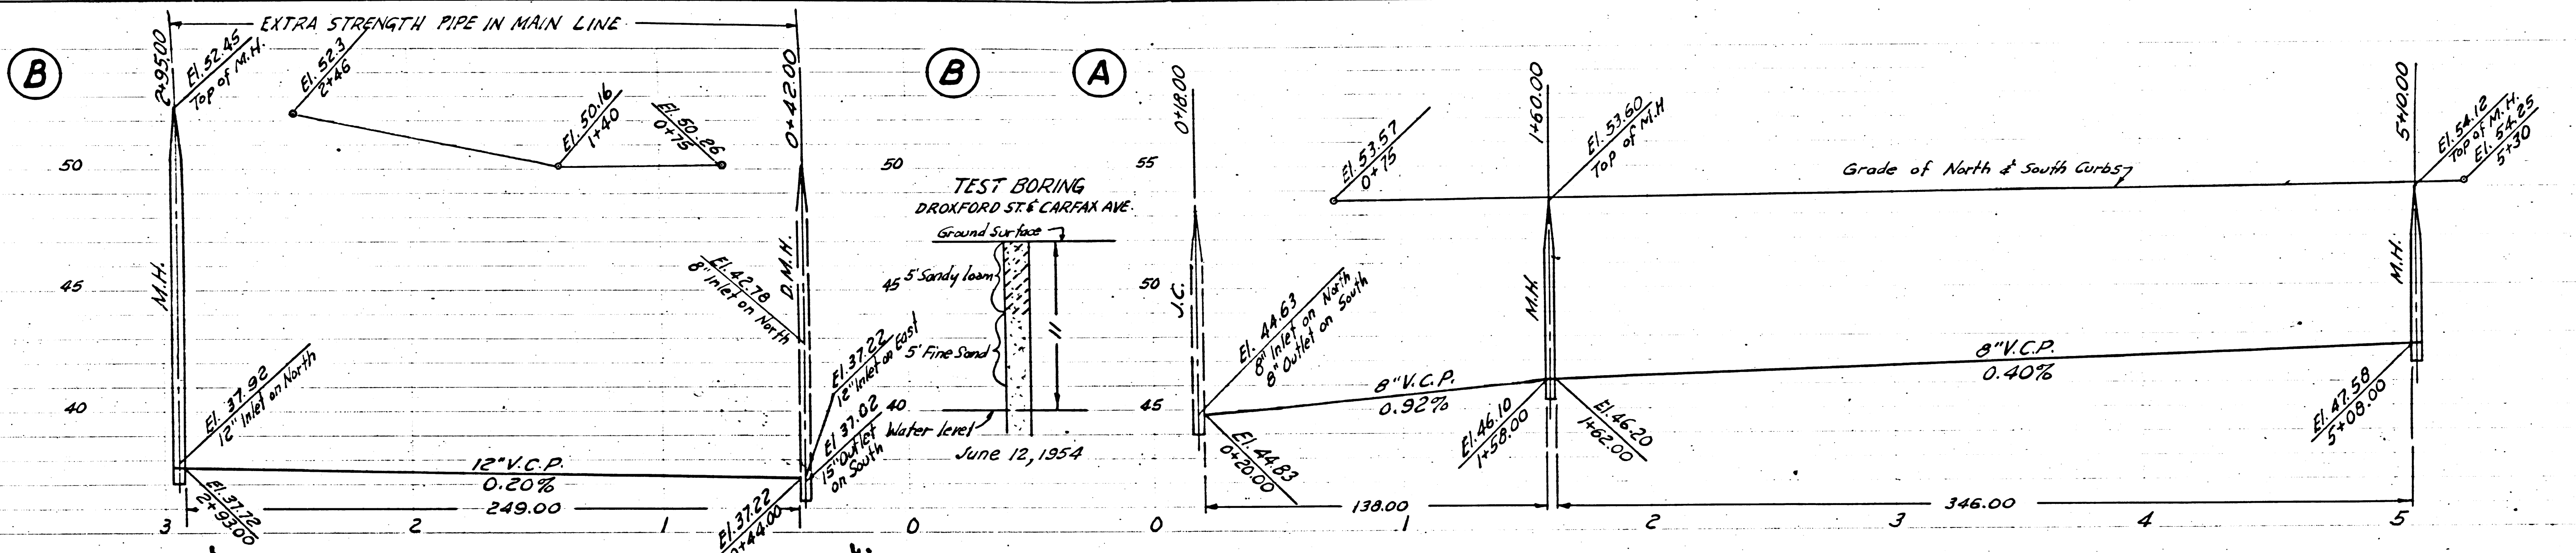 EXTRA STRENGTH PIPE IN MAIN LINE
B
2+95.00
El. 52.45
Top of M.H.
El. 52.3
2+46
El. 50.16
1+40
El. 50.26
0+75
0+42.00
50
45
40
M.H.
D.M.H.
El. 42.78
8" Inlet on North
El. 37.92
12" Inlet on North
El. 37.22
12" Inlet on East
El. 37.02
15" Outlet
on South
12" V.C.P.
0.20%
249.00
El. 37.72
2+93.00
El. 37.22
0+44.00
3
2
1
0
B
50
45
40
TEST BORING
DROXFORD ST. & CARFAX AVE.
Ground Surface
5' Sandy loam
5' Fine Sand
11
Water level
June 12, 1954
A
55
50
45
0+18.00
J.C.
El. 44.63
8" Inlet on North
8" Outlet on South
El. 44.83
0+20.00
El. 53.57
0+75
1+60.00
El. 53.60
Top of M.H
M.H.
8" V.C.P.
0.92%
El. 46.10
1+58.00
El. 46.20
1+62.00
Grade of North & South Curbs
8" V.C.P.
0.40%
5+10.00
El. 54.12
Top of M.H.
El. 54.25
5+30
M.H.
El. 47.58
5+08.00
138.00
346.00
0
1
2
3
4
5